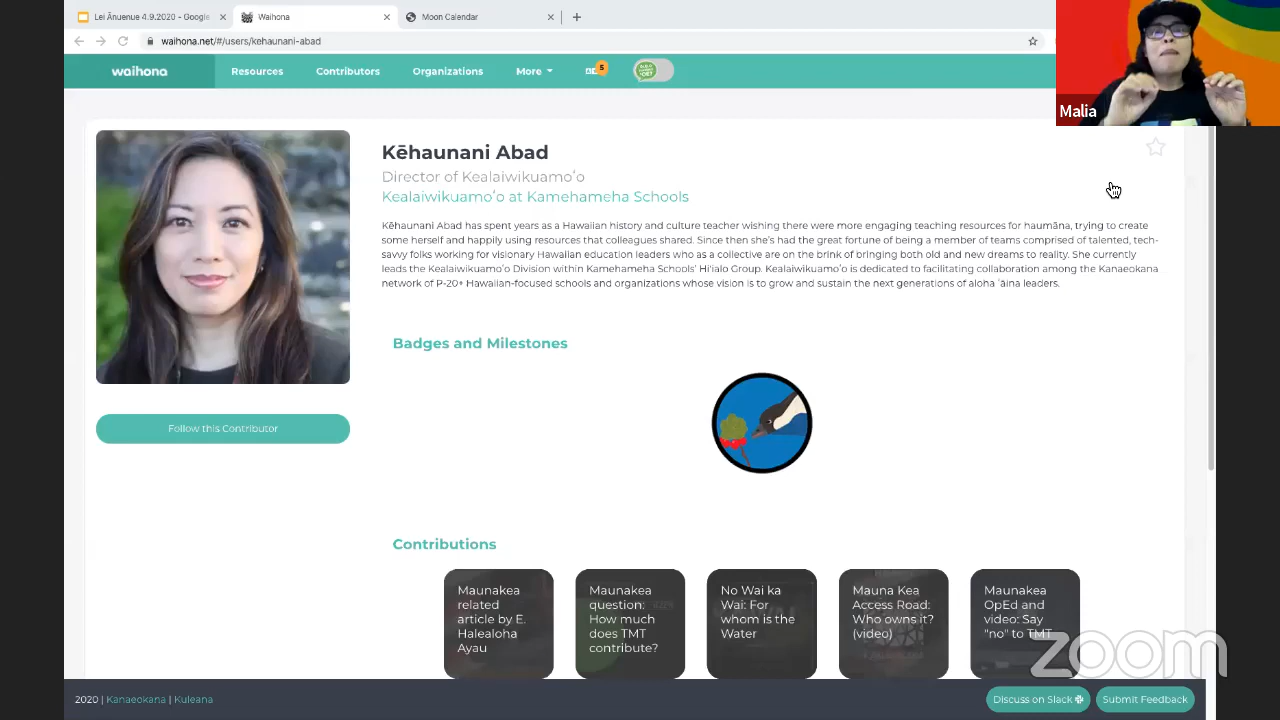 Lei Ānuenue 4.9.2020 - Google
Waihona
Moon Calendar
waihona.net/#/users/kehaunani-abad
waihona
Resources
Contributors
Organizations
More
5
Malia
Kēhaunani Abad
Director of Kealaiwikuamoʻo
Kealaiwikuamoʻo at Kamehameha Schools
Kēhaunani Abad has spent years as a Hawaiian history and culture teacher wishing there were more engaging teaching resources for haumāna, trying to create
some herself and happily using resources that colleagues shared. Since then she's had the great fortune of being a member of teams comprised of talented, tech-
savvy folks working for visionary Hawaiian education leaders who as a collective are on the brink of bringing both old and new dreams to reality. She currently
leads the Kealaiwikuamoʻo Division within Kamehameha Schools' Hiʻialo Group. Kealaiwikuamoʻo is dedicated to facilitating collaboration among the Kanaeokana
network of P-20+ Hawaiian-focused schools and organizations whose vision is to grow and sustain the next generations of aloha ʻāina leaders.
Follow this Contributor
Badges and Milestones
Contributions
Maunakea
related
article by E.
Halealoha
Ayau
Maunakea
question:
How much
does TMT
contribute?
No Wai ka
Wai: For
whom is the
Water
Mauna Kea
Access Road:
Who owns it?
(video)
Maunakea
OpEd and
video: Say
"no" to TMT
zoom
2020 | Kanaeokana | Kuleana
Discuss on Slack
Submit Feedback